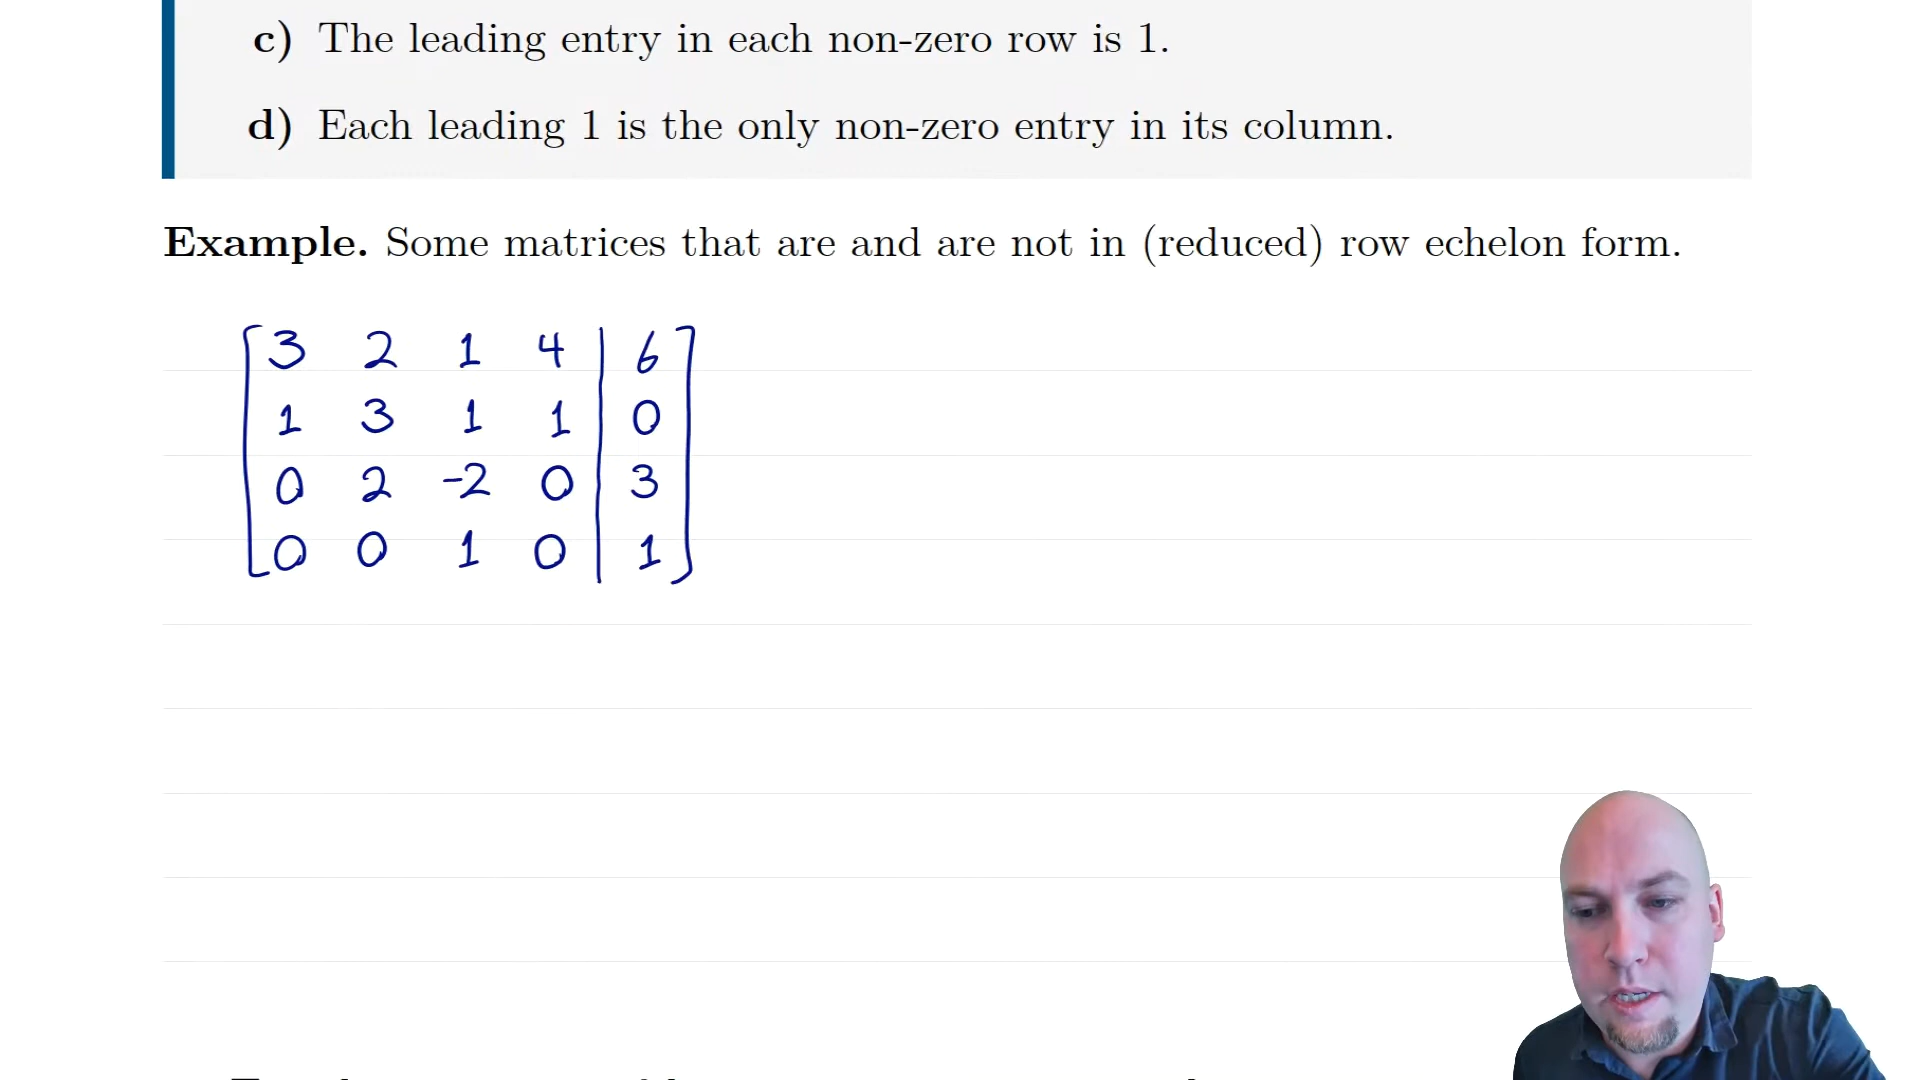 c) The leading entry in each non-zero row is 1.
d) Each leading 1 is the only non-zero entry in its column.
Example. Some matrices that are and are not in (reduced) row echelon form.
3 2 1 4 | 6
1 3 1 1 | 0
0 2 -2 0 | 3
0 0 1 0 | 1